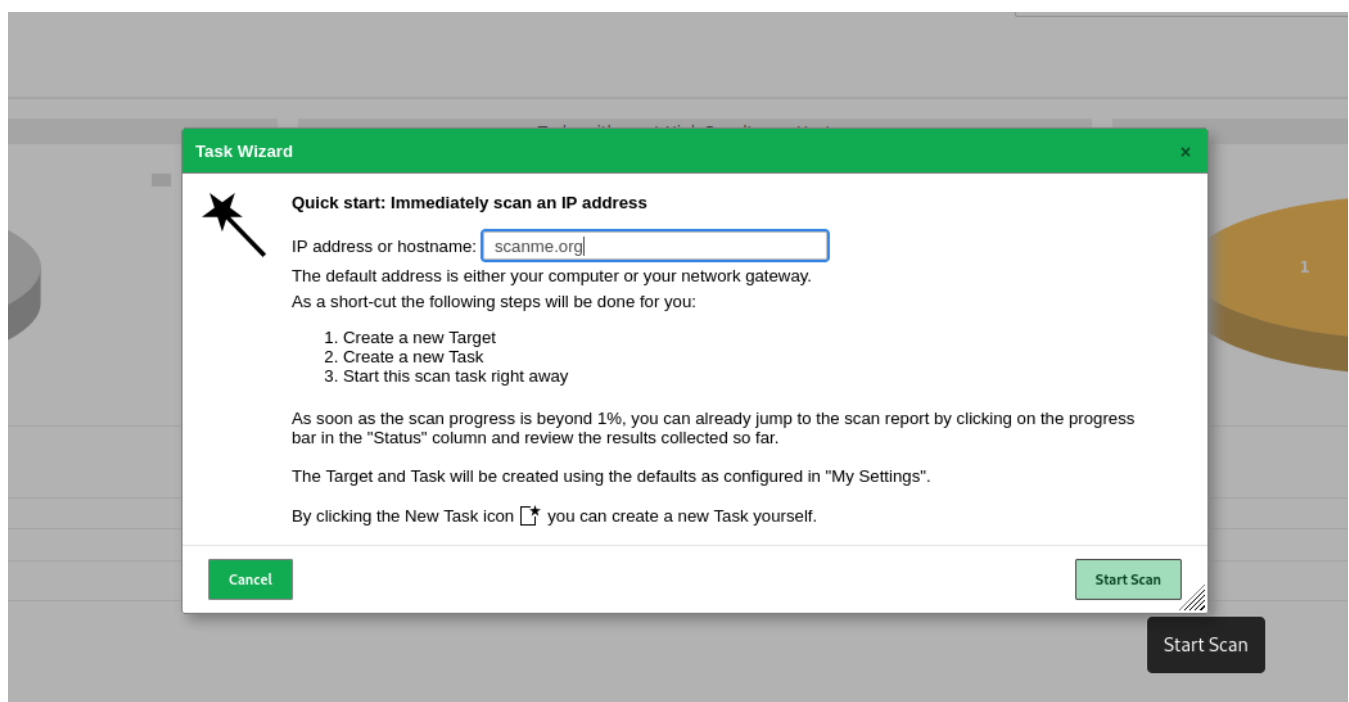 Task Wizard
×
Quick start: Immediately scan an IP address
IP address or hostname: scanme.org
The default address is either your computer or your network gateway.
As a short-cut the following steps will be done for you:
1. Create a new Target
2. Create a new Task
3. Start this scan task right away
1
As soon as the scan progress is beyond 1%, you can already jump to the scan report by clicking on the progress
bar in the "Status" column and review the results collected so far.
The Target and Task will be created using the defaults as configured in "My Settings".
By clicking the New Task icon you can create a new Task yourself.
Cancel
Start Scan
Start Scan